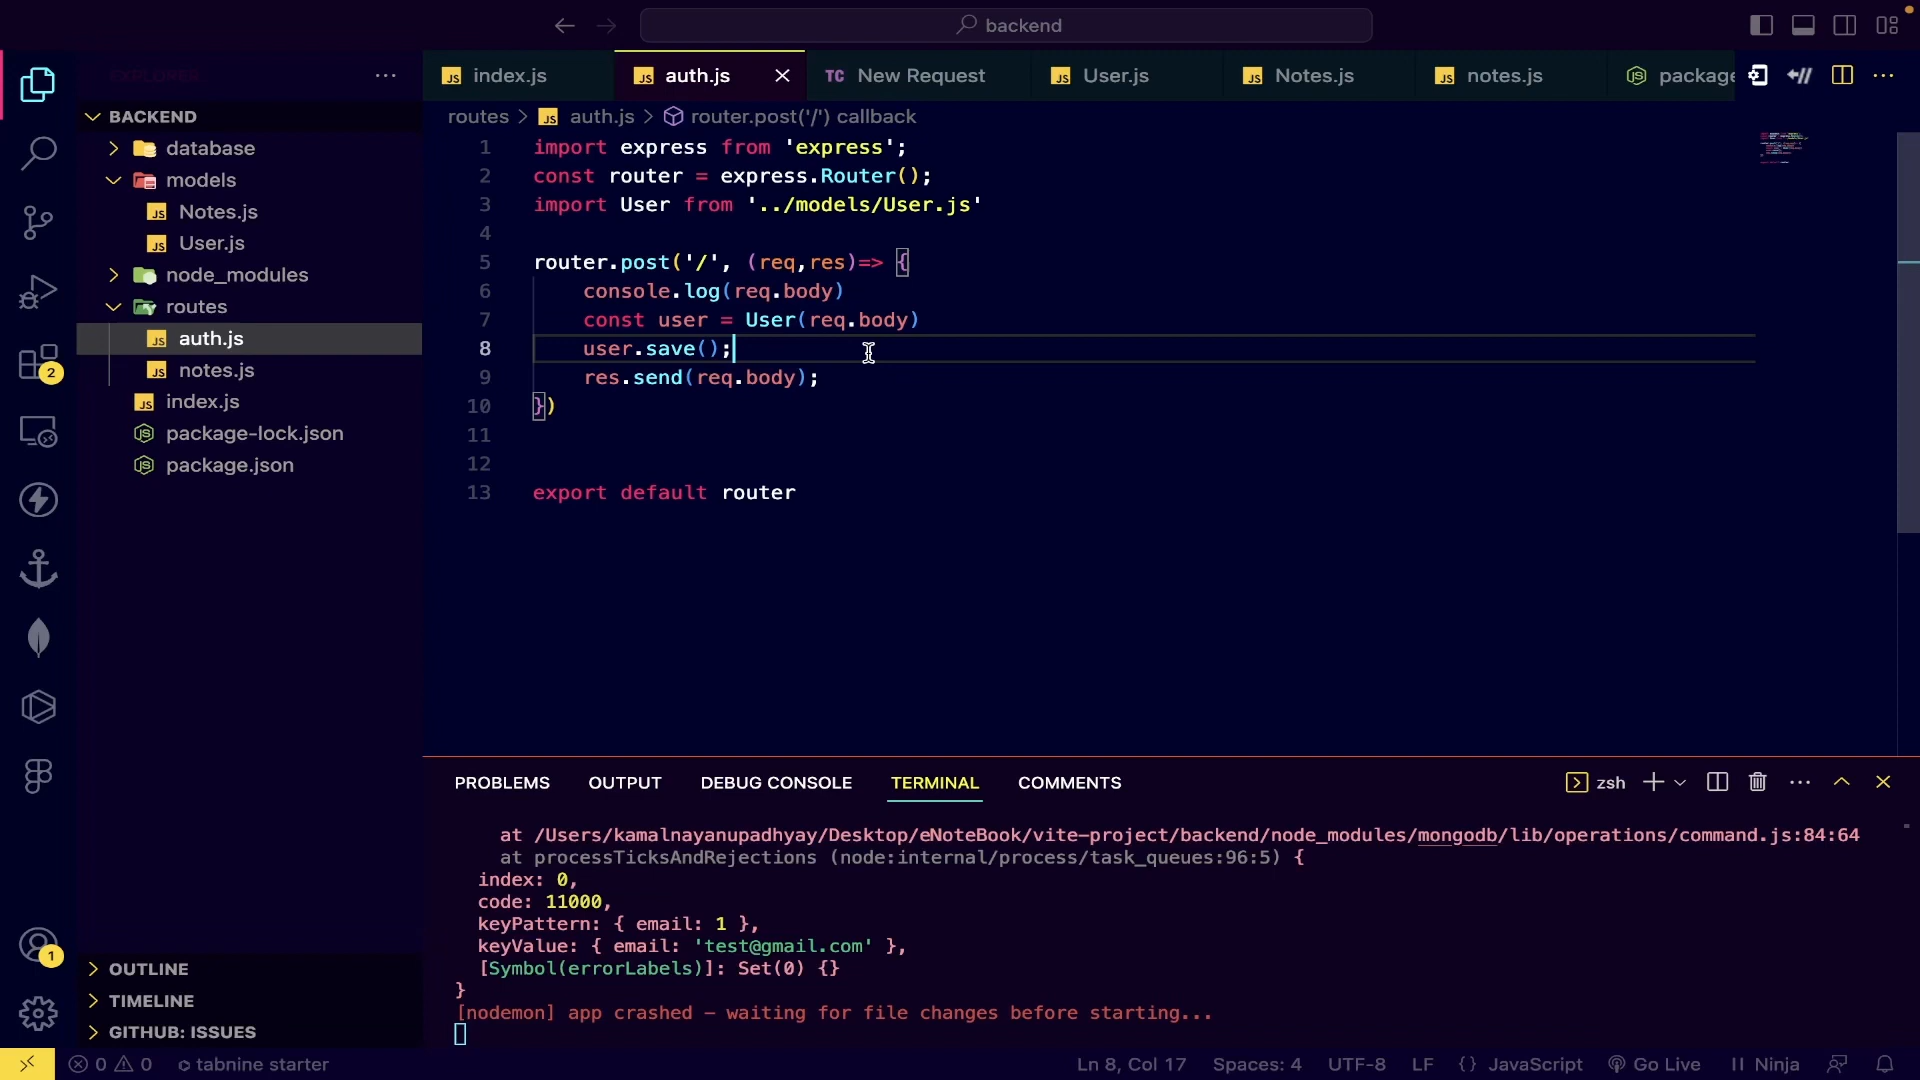 backend
EXPLORER ...
index.js
auth.js
TC New Request
User.js
Notes.js
notes.js
package
routes > auth.js > router.post('/') callback
BACKEND
database
models
Notes.js
User.js
node_modules
routes
auth.js
notes.js
index.js
package-lock.json
package.json
OUTLINE
TIMELINE
GITHUB: ISSUES
2
1
1 import express from 'express';
2 const router = express.Router();
3 import User from '../models/User.js'
4
5 router.post('/', (req,res)=> {
6 console.log(req.body)
7 const user = User(req.body)
8 user.save();
9 res.send(req.body);
10 })
11
12
13 export default router
PROBLEMS OUTPUT DEBUG CONSOLE TERMINAL COMMENTS
zsh
at /Users/kamalnayanupadhyay/Desktop/eNoteBook/vite-project/backend/node_modules/mongodb/lib/operations/command.js:84:64
at processTicksAndRejections (node:internal/process/task_queues:96:5) {
index: 0,
code: 11000,
keyPattern: { email: 1 },
keyValue: { email: 'test@gmail.com' },
[Symbol(errorLabels)]: Set(0) {}
}
[nodemon] app crashed – waiting for file changes before starting...
0 0 tabnine starter
Ln 8, Col 17 Spaces: 4 UTF-8 LF {} JavaScript Go Live Ninja